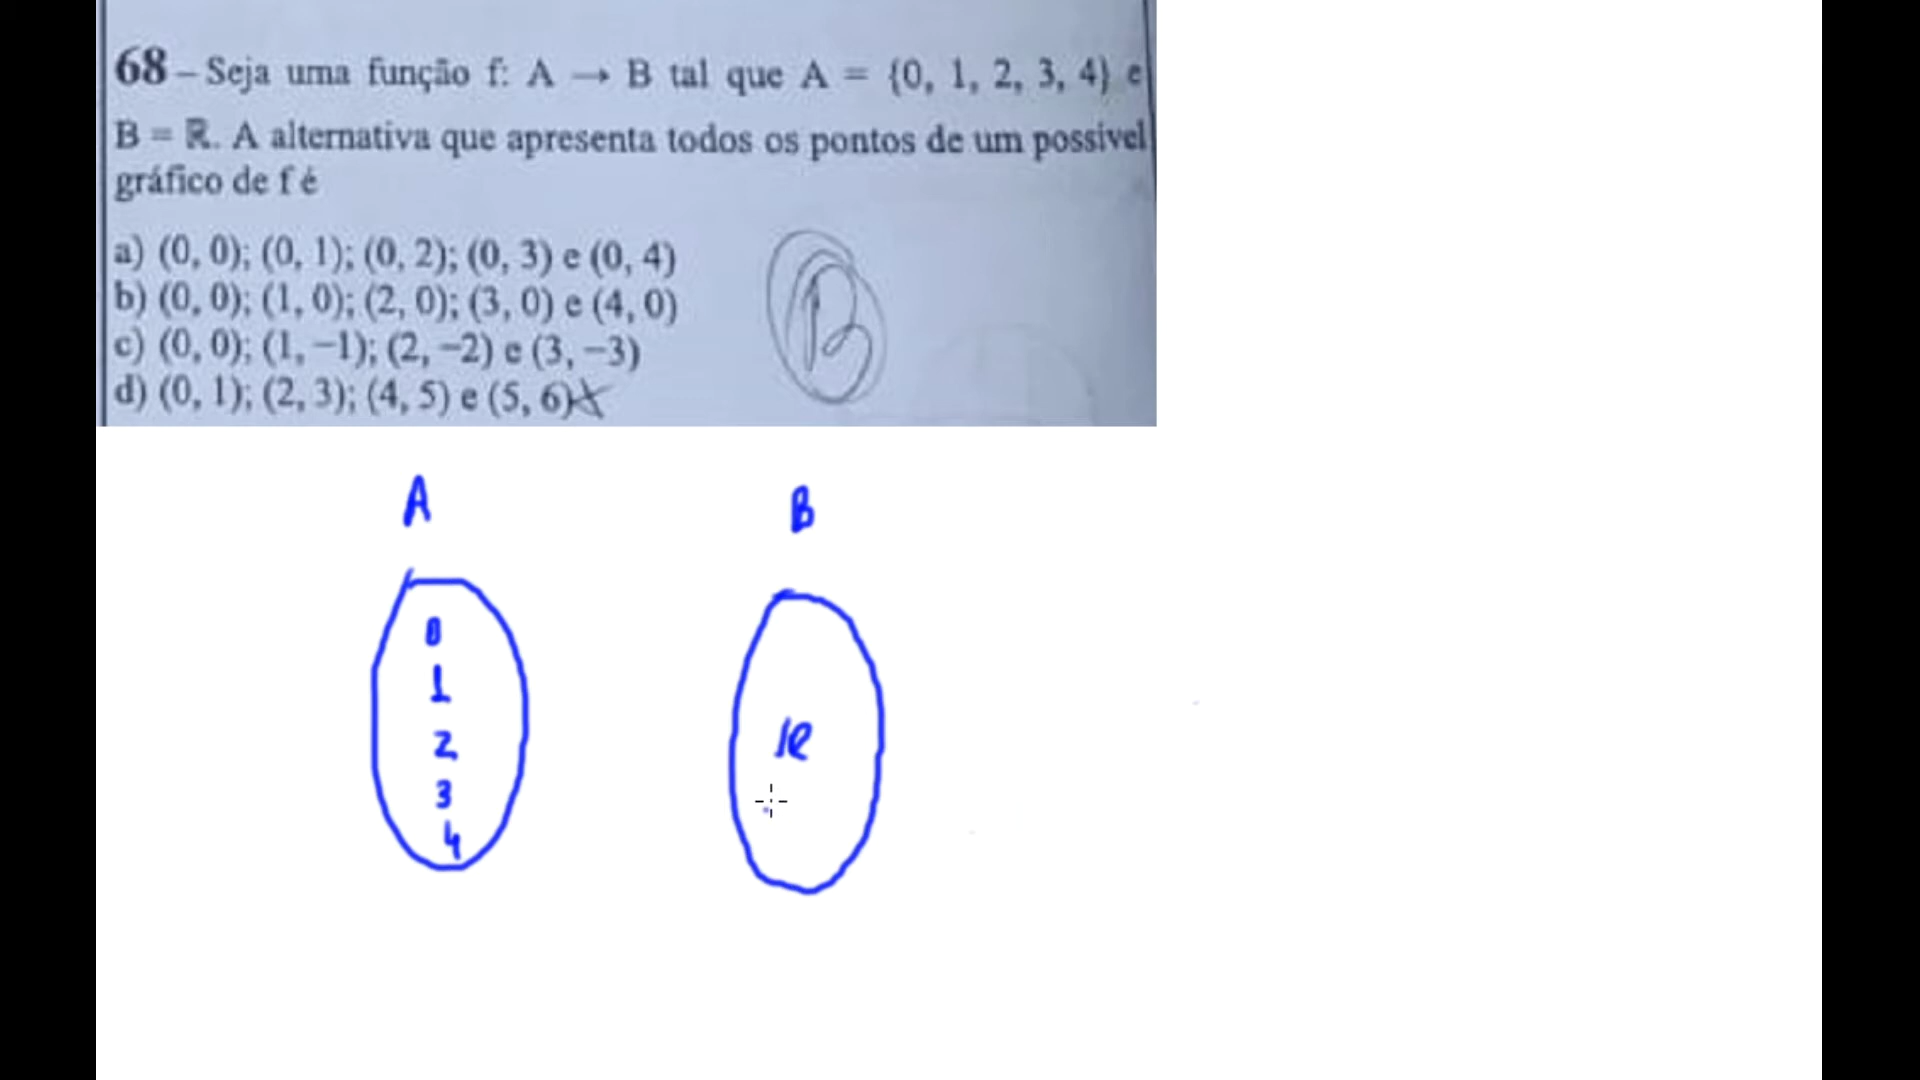 68 – Seja uma função f: A → B tal que A = {0, 1, 2, 3, 4} e
B = ℝ. A alternativa que apresenta todos os pontos de um possível
gráfico de f é
a) (0, 0); (0, 1); (0, 2); (0, 3) e (0, 4)
b) (0, 0); (1, 0); (2, 0); (3, 0) e (4, 0)
c) (0, 0); (1, −1); (2, −2) e (3, −3)
d) (0, 1); (2, 3); (4, 5) e (5, 6)
B
A B
0
1
2
3
4
ℝ